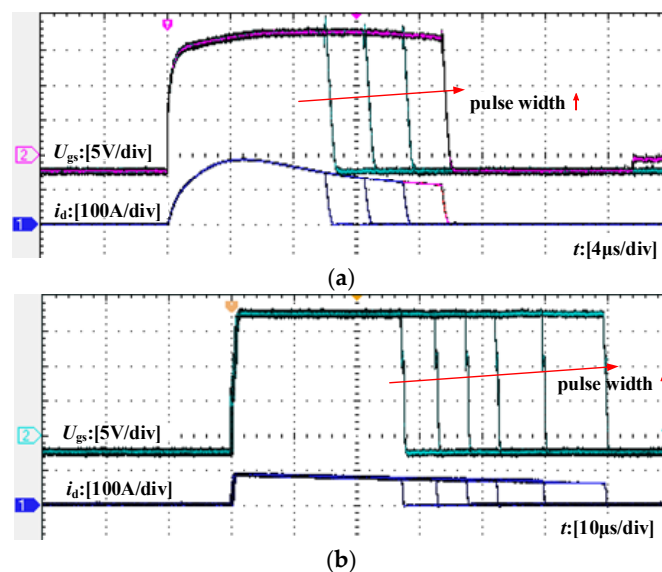 pulse width ↑
2
Ugs:[5V/div]
id:[100A/div]
1
t:[4μs/div]
(a)
pulse width
2
Ugs:[5V/div]
id:[100A/div]
1
t:[10μs/div]
(b)